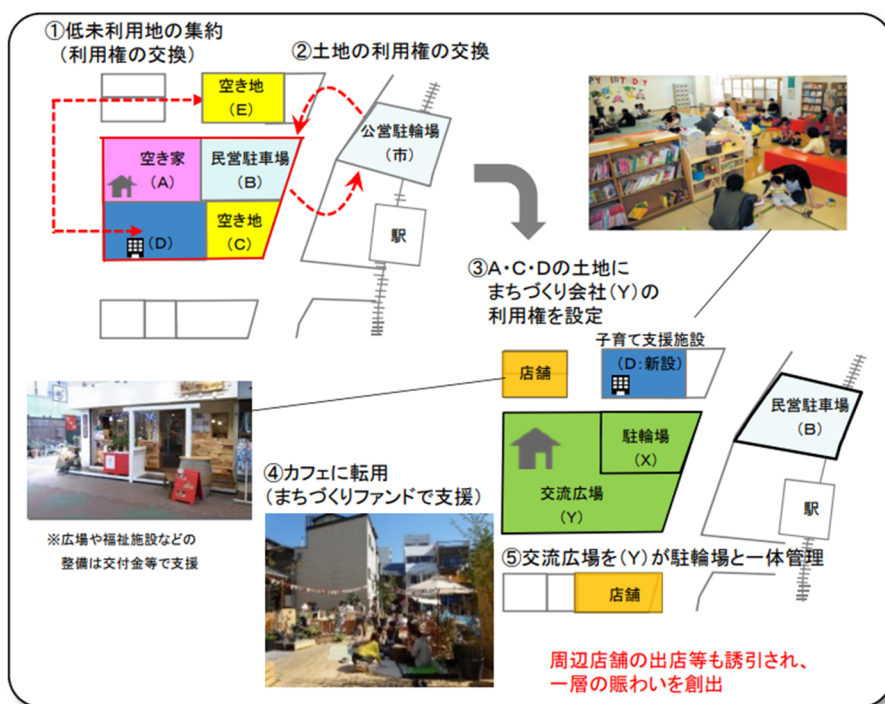 ①低未利用地の集約
（利用権の交換）
②土地の利用権の交換
空き地
（E）
公営駐輪場
（市）
空き家
（A）
民営駐車場
（B）
（D）
空き地
（C）
駅
③A・C・Dの土地に
まちづくり会社（Y）の
利用権を設定
子育て支援施設
（D：新設）
店舗
民営駐車場
（B）
駐輪場
（X）
交流広場
（Y）
駅
④カフェに転用
（まちづくりファンドで支援）
※広場や福祉施設などの
整備は交付金等で支援
⑤交流広場を（Y）が駐輪場と一体管理
店舗
周辺店舗の出店等も誘引され、
一層の賑わいを創出